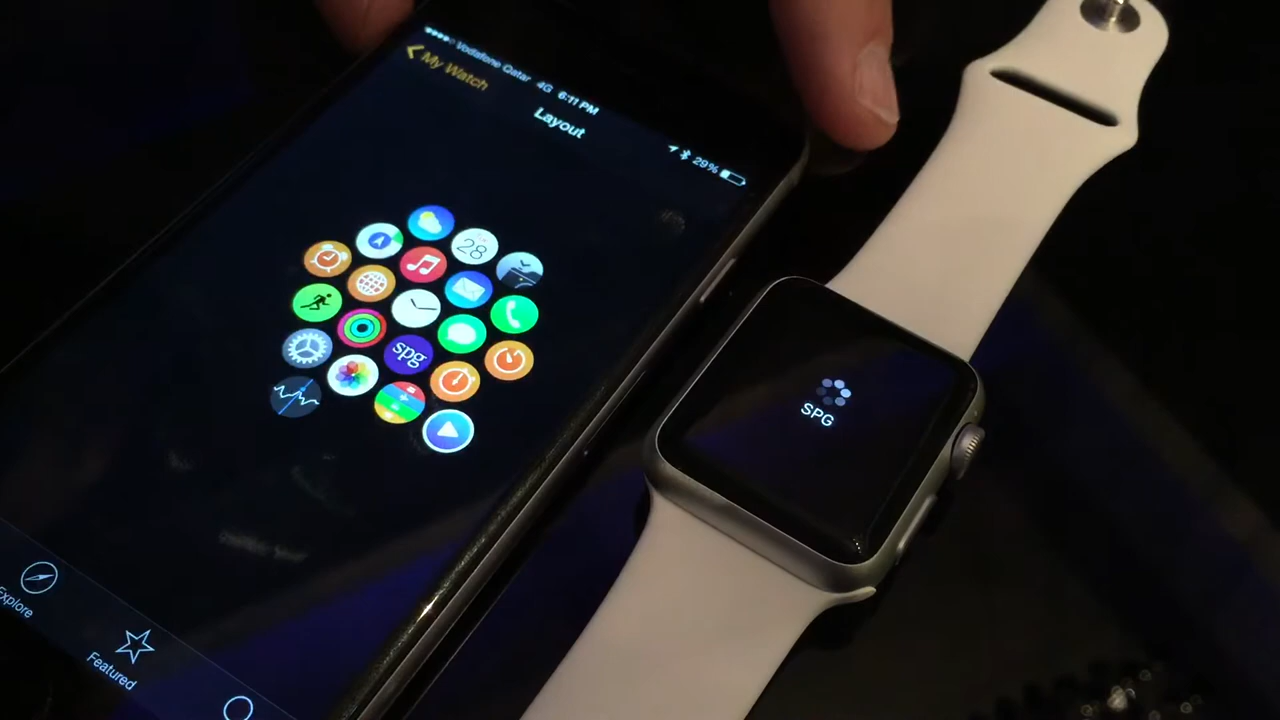 Vodafone Qatar 4G 6:11 PM 29%
My Watch
Layout
28
spg
SPG
Explore
Featured